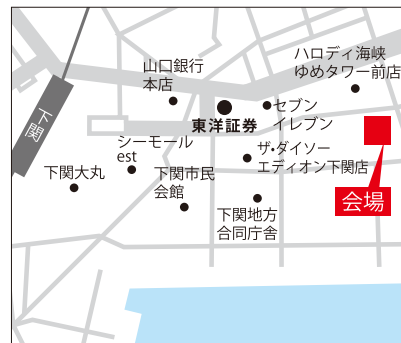 ハロディ海峡
ゆめタワー前店
山口銀行
本店
セブン
イレブン
東洋証券
下関
シーモール
est
ザ・ダイソー
エディオン下関店
下関大丸
下関市民
会館
会場
下関地方
合同庁舎